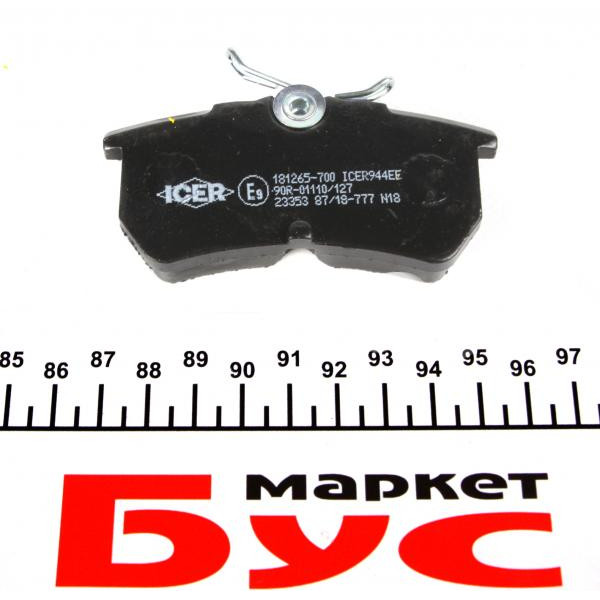 ICER
E9
181265-700 ICER944EE
90R-01110/127
23353 87/18-777 N18
85 86 87 88 89 90 91 92 93 94 95 96 97
маркет
БУС